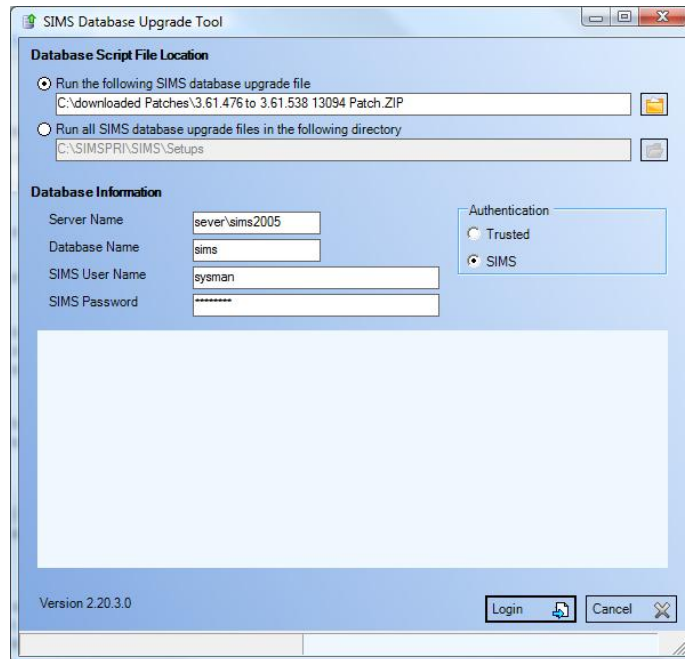 SIMS Database Upgrade Tool
Database Script File Location
Run the following SIMS database upgrade file
C:\downloaded Patches\3.61.476 to 3.61.538 13094 Patch.ZIP
Run all SIMS database upgrade files in the following directory
C:\SIMSPRI\SIMS\Setups
Database Information
Server Name
sever\sims2005
Database Name
sims
SIMS User Name
sysman
SIMS Password
********
Authentication
Trusted
SIMS
Version 2.20.3.0
Login
Cancel